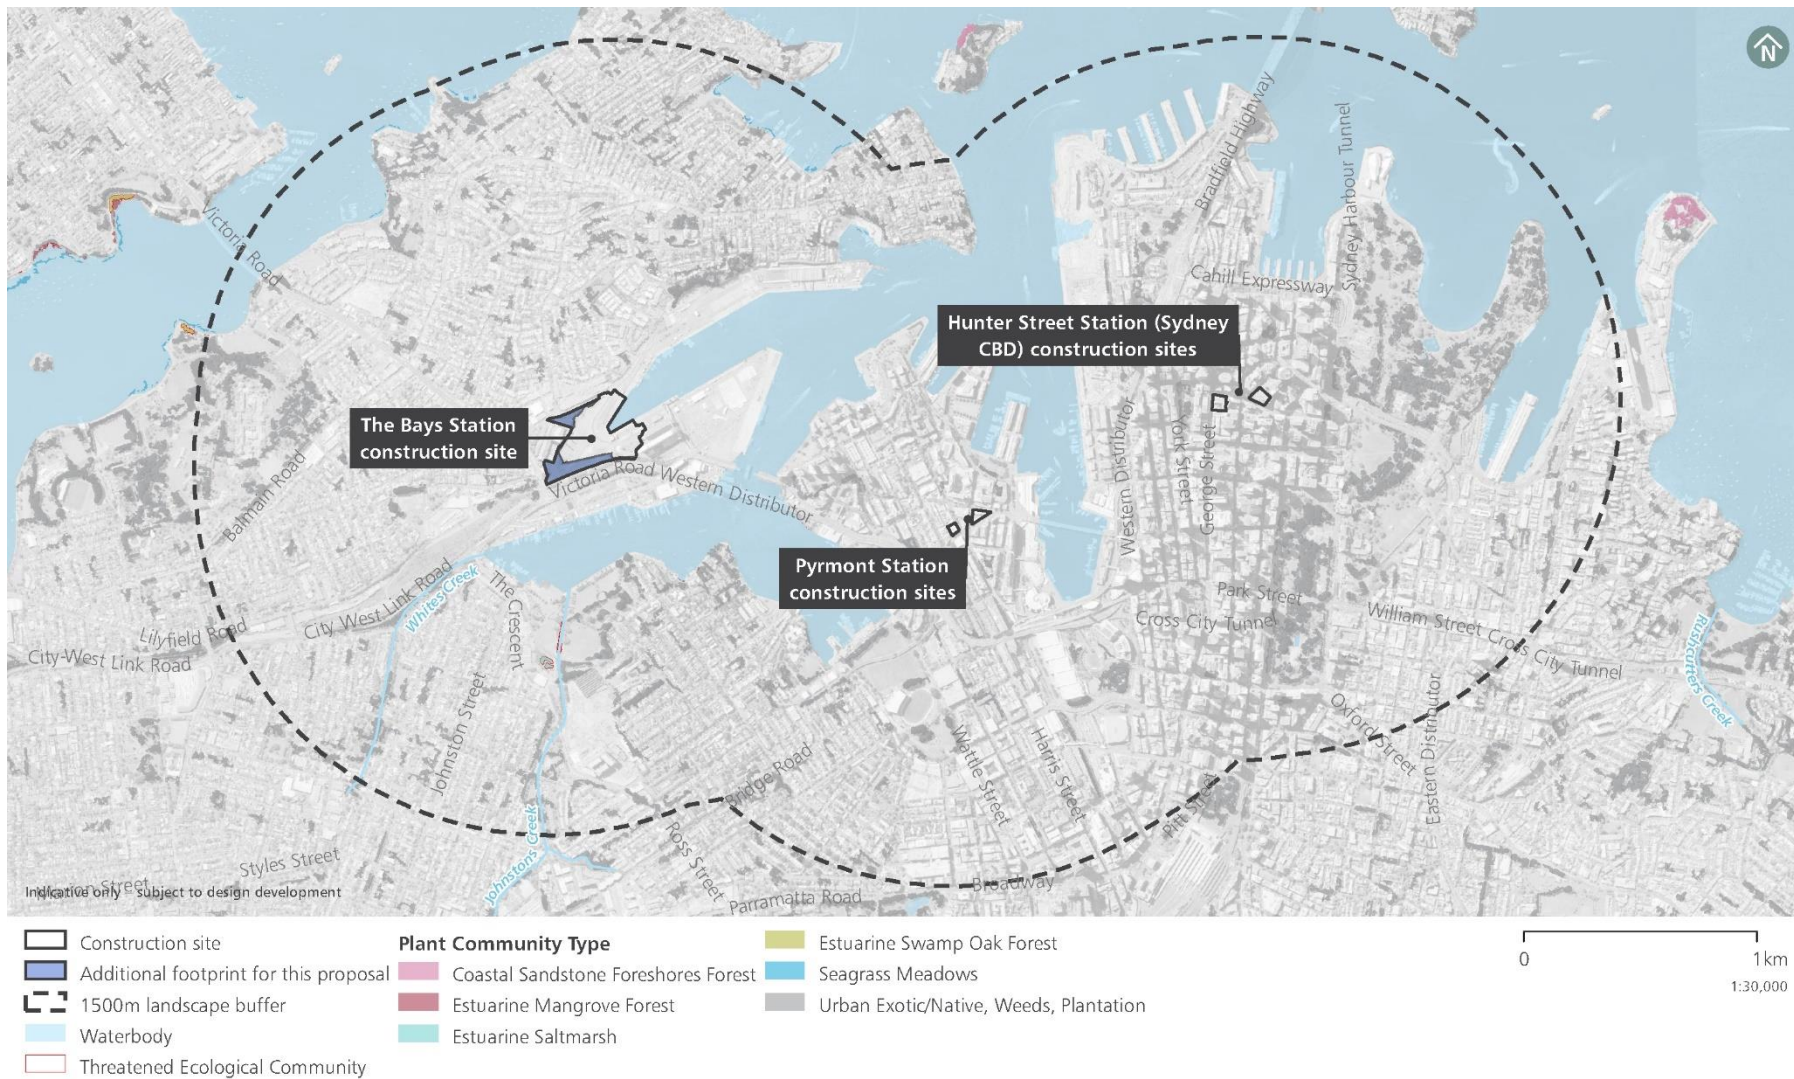 N
Bradfield Highway
Sydney Harbour Tunnel
Victoria Road
Cahill Expressway
Hunter Street Station (Sydney
CBD) construction sites
The Bays Station
construction site
Western Distributor
York Street
George Street
Balmain Road
Victoria Road
Western Distributor
Pyrmont Station
construction sites
City West Link Road
Whites Creek
The Crescent
Park Street
Cross City Tunnel
William Street
Cross City Tunnel
Rushcutters Creek
Lilyfield Road
City-West Link Road
Johnston Street
Oxford Street
Eastern Distributor
Bridge Road
Wattle Street
Harris Street
Pitt Street
Johnstons Creek
Ross Street
Styles Street
Broadway
Parramatta Road
Indicative only – subject to design development
Construction site
Additional footprint for this proposal
1500m landscape buffer
Waterbody
Threatened Ecological Community
Plant Community Type
Coastal Sandstone Foreshores Forest
Estuarine Mangrove Forest
Estuarine Saltmarsh
Estuarine Swamp Oak Forest
Seagrass Meadows
Urban Exotic/Native, Weeds, Plantation
0
1km
1:30,000